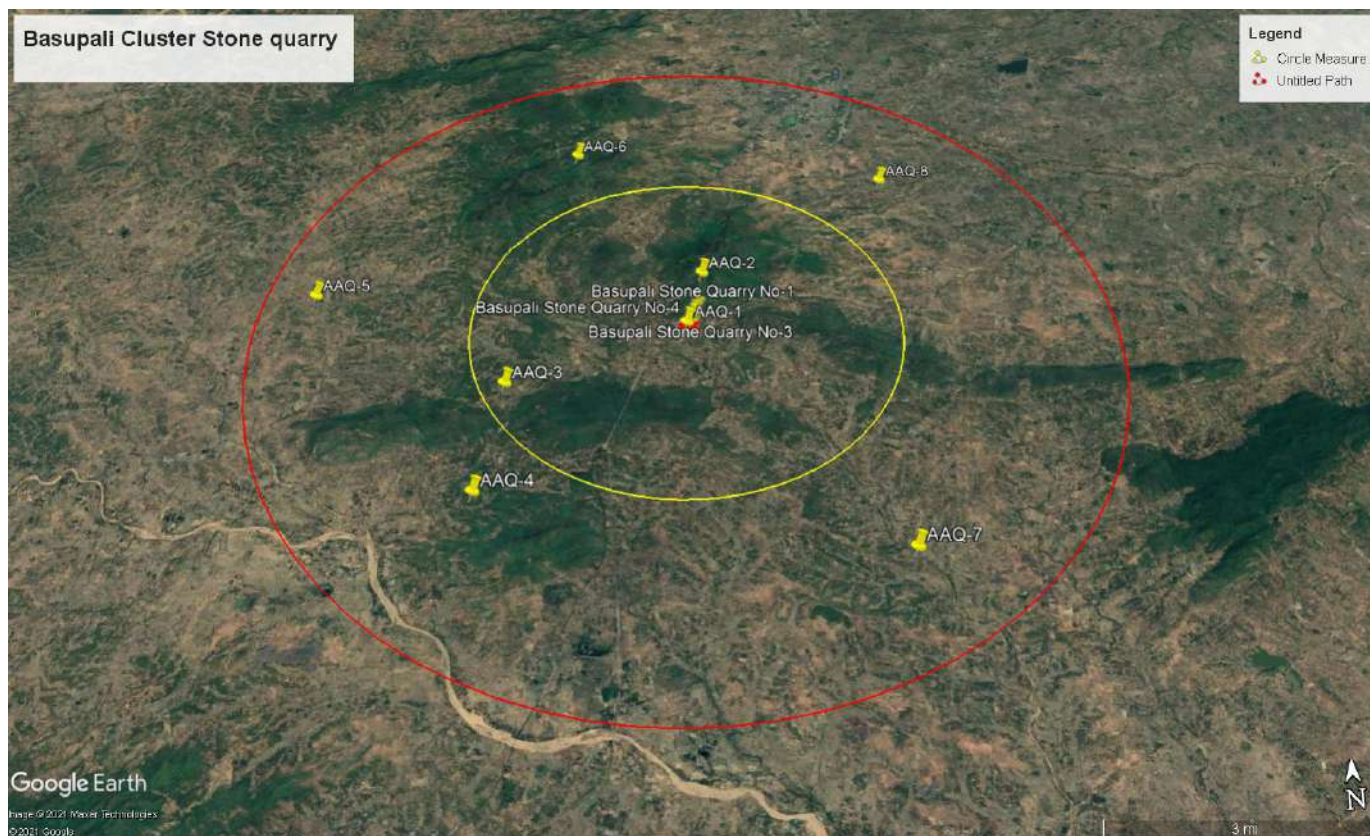 Basupali Cluster Stone quarry
Legend
Circle Measure
Untitled Path
AAQ-6
AAQ-8
AAQ-2
AAQ-5
Basupali Stone Quarry No-1
Basupali Stone Quarry No-4
AAQ-1
Basupali Stone Quarry No-3
AAQ-3
AAQ-4
AAQ-7
Google Earth
Image © 2021 Maxar Technologies
© 2021 Google
N
3 mi